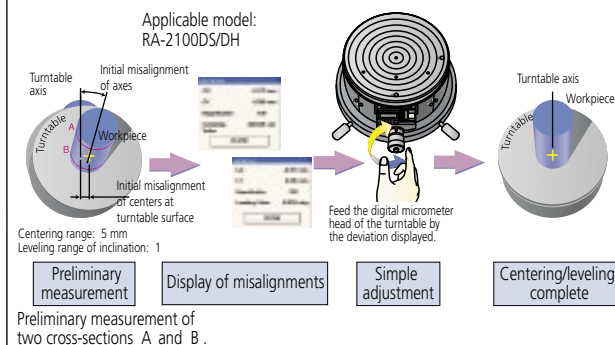 Applicable model:
RA-2100DS/DH
Turntable
axis
Initial misalignment
of axes
Turntable
A
Workpiece
B
Initial misalignment
of centers at
turntable surface
Centering range: 5 mm
Leveling range of inclination: 1
Feed the digital micrometer
head of the turntable by
the deviation displayed.
Turntable axis
Workpiece
Turntable
Preliminary
measurement
Display of misalignments
Simple
adjustment
Centering/leveling
complete
Preliminary measurement of
two cross-sections A and B .